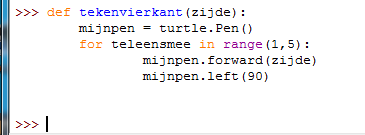 >>> def tekenvierkant(zijde):
        mijnpen = turtle.Pen()
        for teleensmee in range(1,5):
                mijnpen.forward(zijde)
                mijnpen.left(90)
>>>